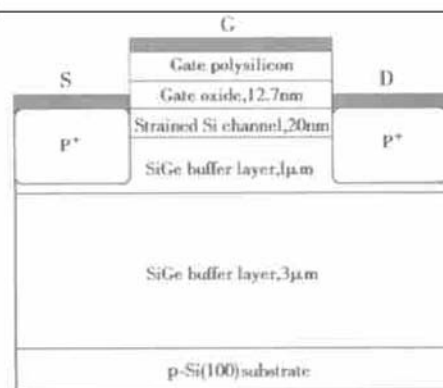 G
Gate polysilicon
S
D
Gate oxide,12.7nm
Strained Si channel,20nm
P+
P+
SiGe buffer layer,1μm
SiGe buffer layer,3μm
p-Si(100)substrate